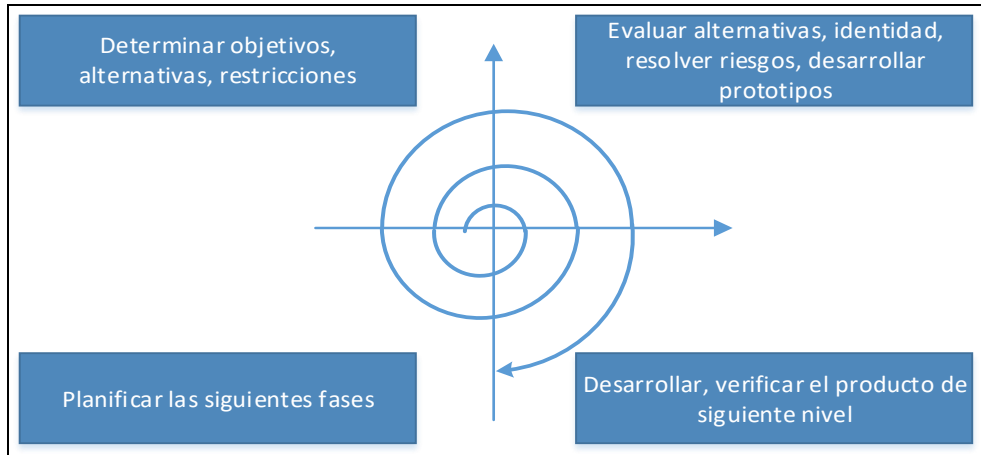 Determinar objetivos,
alternativas, restricciones
Evaluar alternativas, identidad,
resolver riesgos, desarrollar
prototipos
Planificar las siguientes fases
Desarrollar, verificar el producto de
siguiente nivel